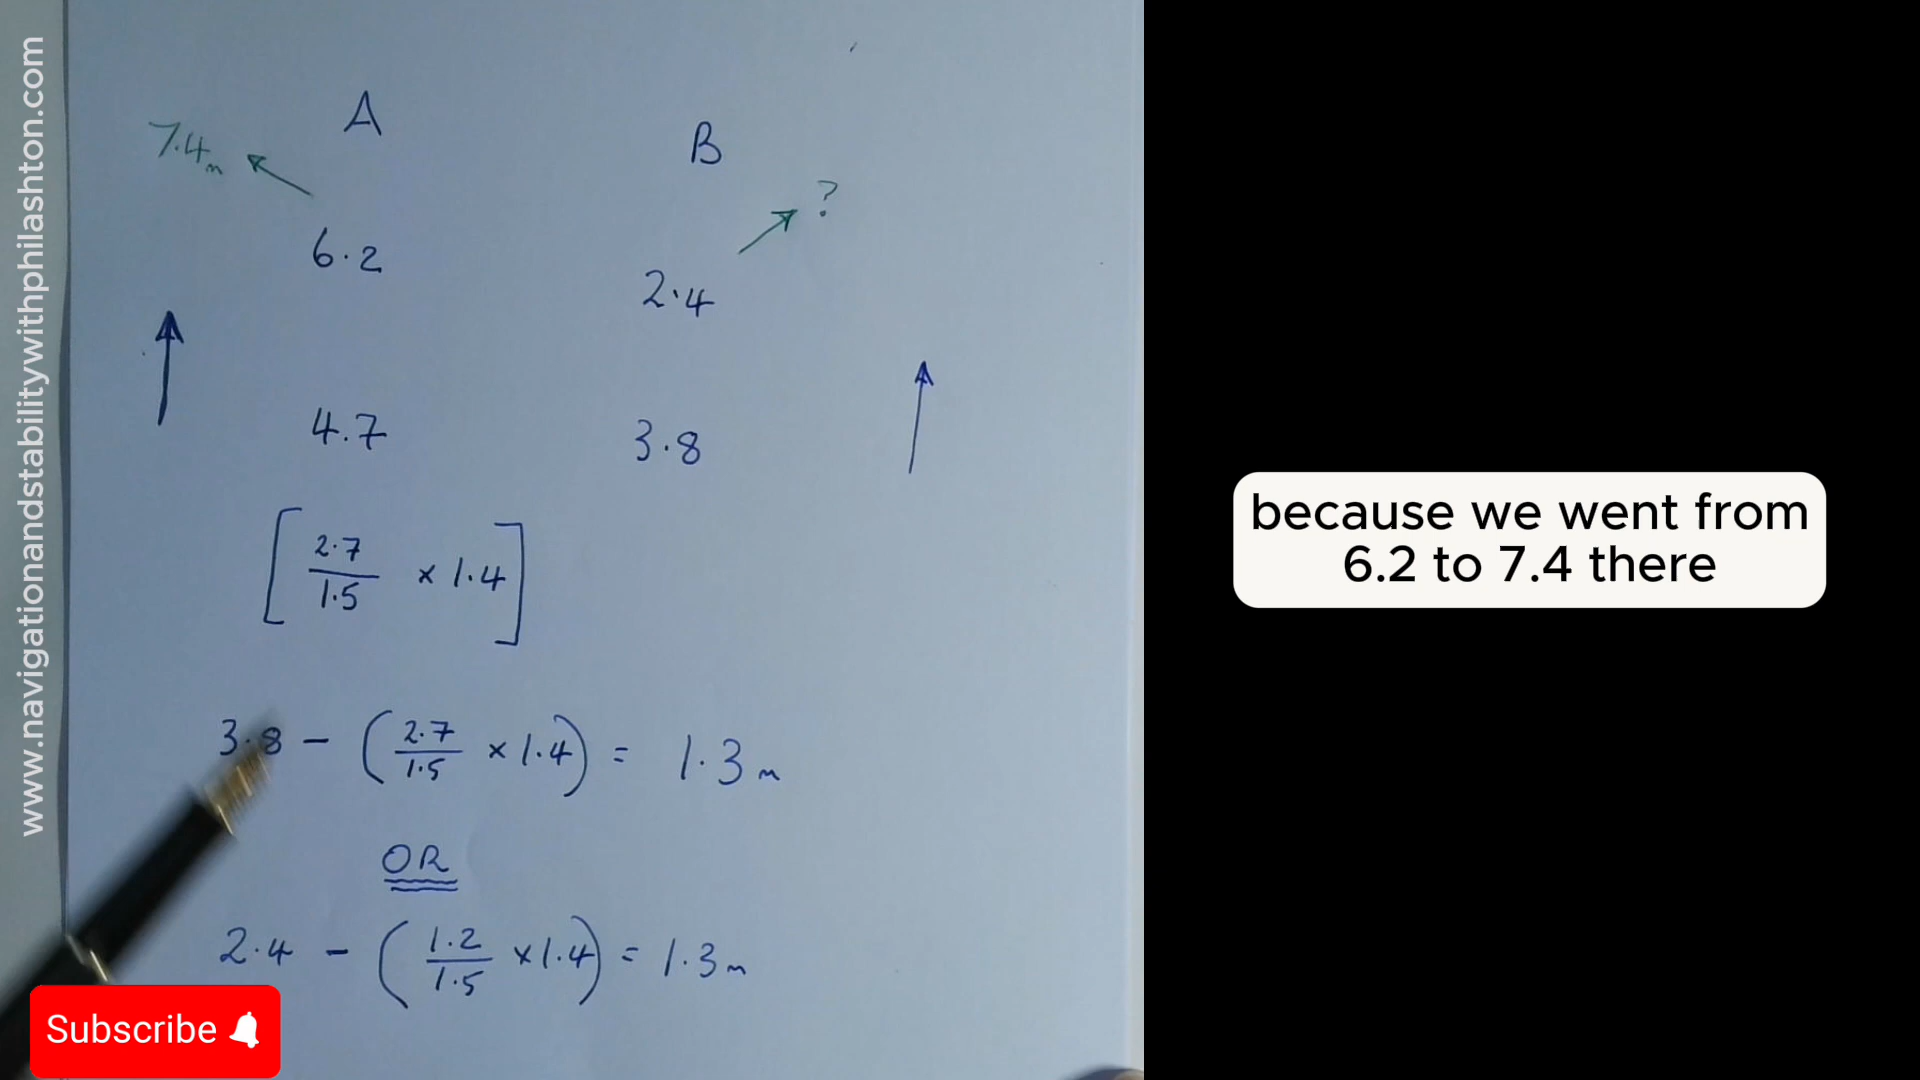 www.navigationandstabilitywithphilashton.com
A
B
7.4m
?
6.2
2.4
4.7
3.8
[ 2.7/1.5 × 1.4 ]
3.8 - ( 2.7/1.5 × 1.4 ) = 1.3m
OR
2.4 - ( 1.2/1.5 × 1.4 ) = 1.3m
because we went from
6.2 to 7.4 there
Subscribe